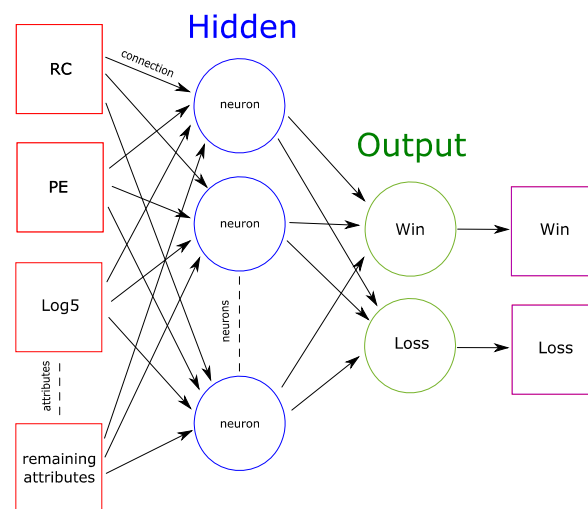 Hidden
RC
connection
neuron
Output
PE
neuron
Win
Win
Log5
neurons
Loss
Loss
attributes
neuron
remaining
attributes